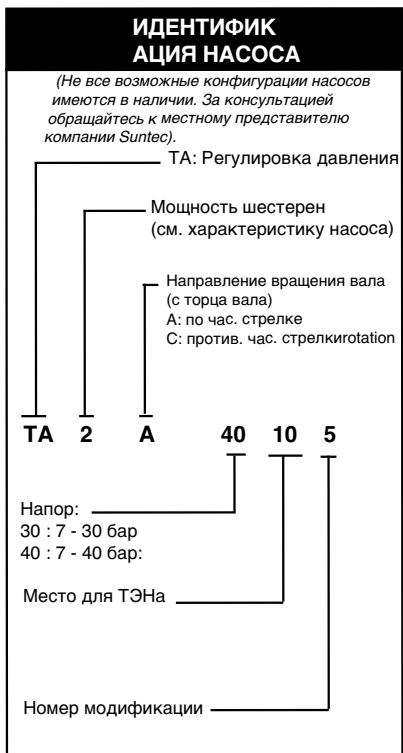 ИДЕНТИФИК
АЦИЯ НАСОСА
(Не все возможные конфигурации насосов
имеются в наличии. За консультацией
обращайтесь к местному представителю
компании Suntec).
ТА: Регулировка давления
Мощность шестерен
(см. характеристику насоса)
Направление вращения вала
(с торца вала)
А: по час. стрелке
С: против. час. стрелкиrotation
ТА 2 А 40 10 5
Напор:
30 : 7 - 30 бар
40 : 7 - 40 бар:
Место для ТЭНа
Номер модификации